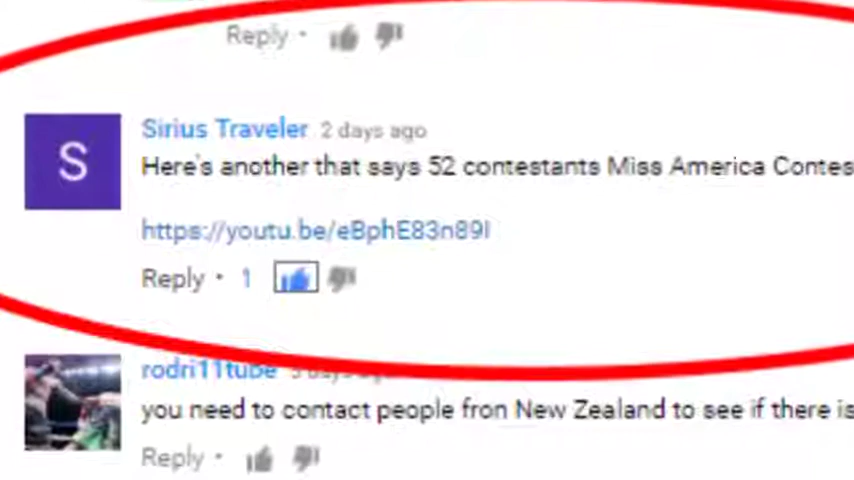 Reply •
S
Sirius Traveler 2 days ago
Here's another that says 52 contestants Miss America Contes
https://youtu.be/eBphE83n89I
Reply • 1
rodri11tube
you need to contact people fron New Zealand to see if there is
Reply •